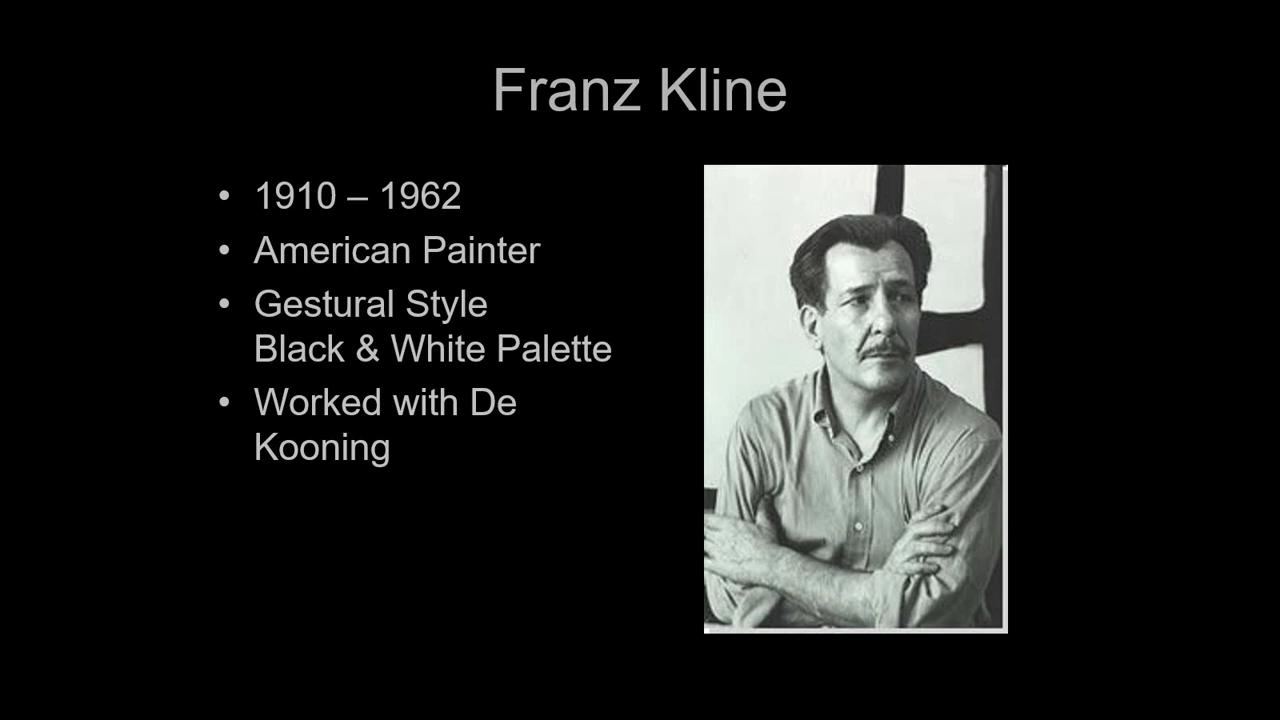 Franz Kline
• 1910 – 1962
• American Painter
• Gestural Style
Black & White Palette
• Worked with De
Kooning